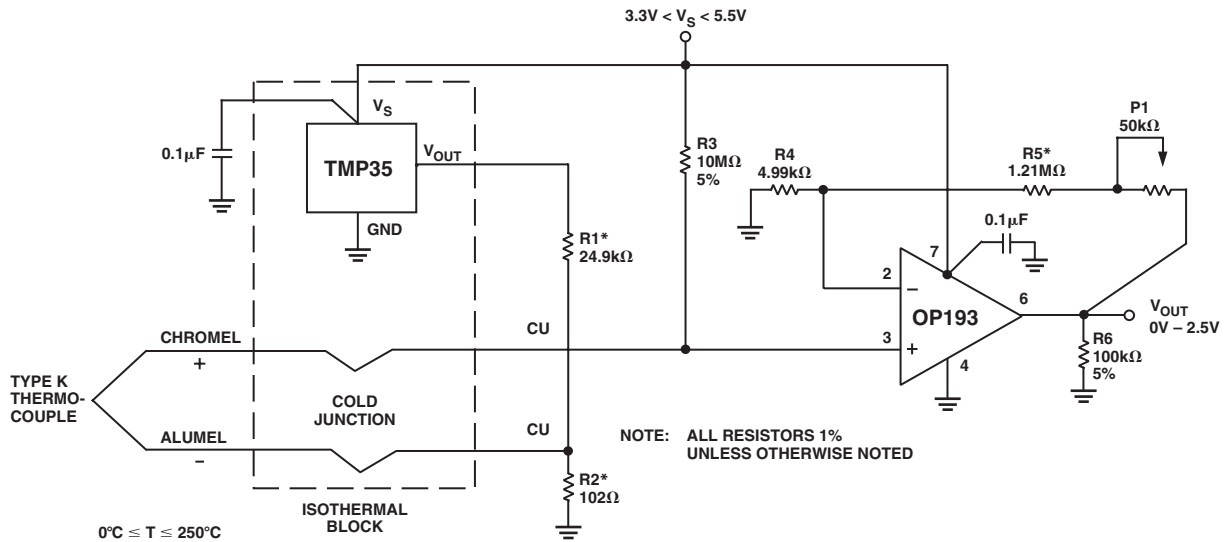 3.3V < VS < 5.5V
VS
0.1µF
TMP35
VOUT
GND
R1*
24.9kΩ
R3
10MΩ
5%
R4
4.99kΩ
R5*
1.21MΩ
P1
50kΩ
0.1µF
7
2
−
OP193
6
3
+
4
VOUT
0V – 2.5V
R6
100kΩ
5%
CHROMEL
+
CU
TYPE K
THERMO-
COUPLE
COLD
JUNCTION
ALUMEL
−
CU
NOTE: ALL RESISTORS 1%
UNLESS OTHERWISE NOTED
R2*
102Ω
ISOTHERMAL
BLOCK
0°C ≤ T ≤ 250°C